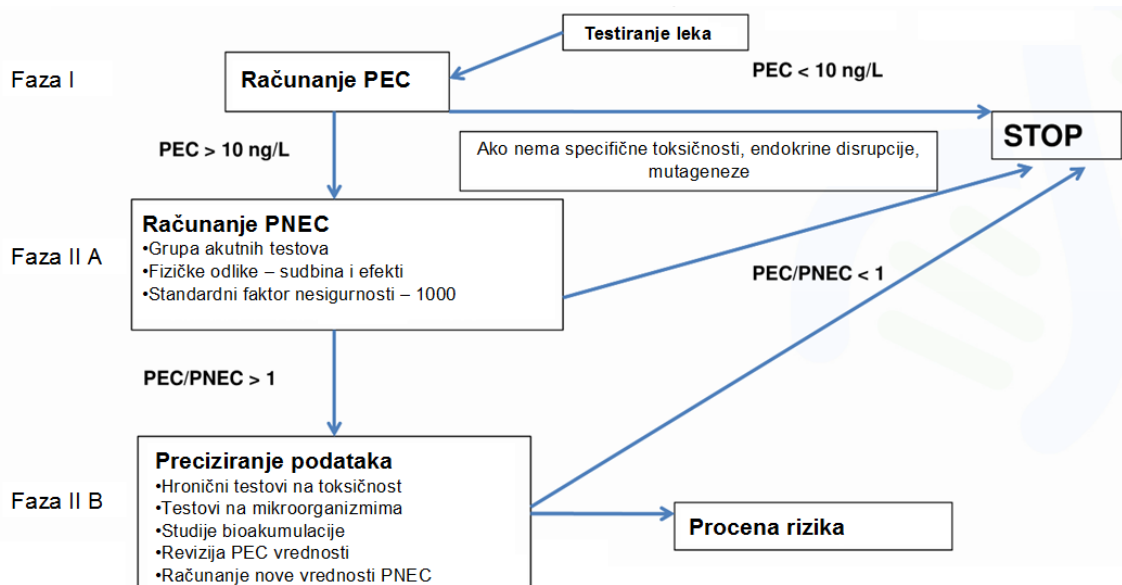 Testiranje leka
Faza I
Računanje PEC
PEC < 10 ng/L
STOP
PEC > 10 ng/L
Ako nema specifične toksičnosti, endokrine disrupcije,
mutageneze
Faza II A
Računanje PNEC
•Grupa akutnih testova
•Fizičke odlike – sudbina i efekti
•Standardni faktor nesigurnosti – 1000
PEC/PNEC < 1
PEC/PNEC > 1
Faza II B
Preciziranje podataka
•Hronični testovi na toksičnost
•Testovi na mikroorganizmima
•Studije bioakumulacije
•Revizija PEC vrednosti
•Računanje nove vrednosti PNEC
Procena rizika